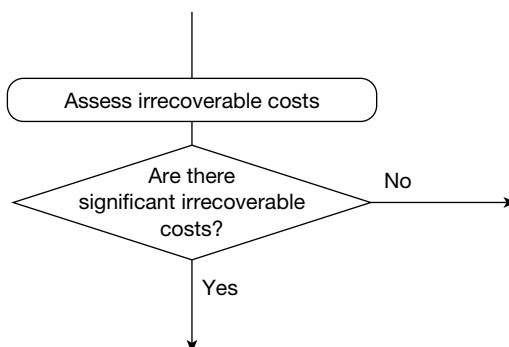 Assess irrecoverable costs
Are there
significant irrecoverable
costs?
No
Yes